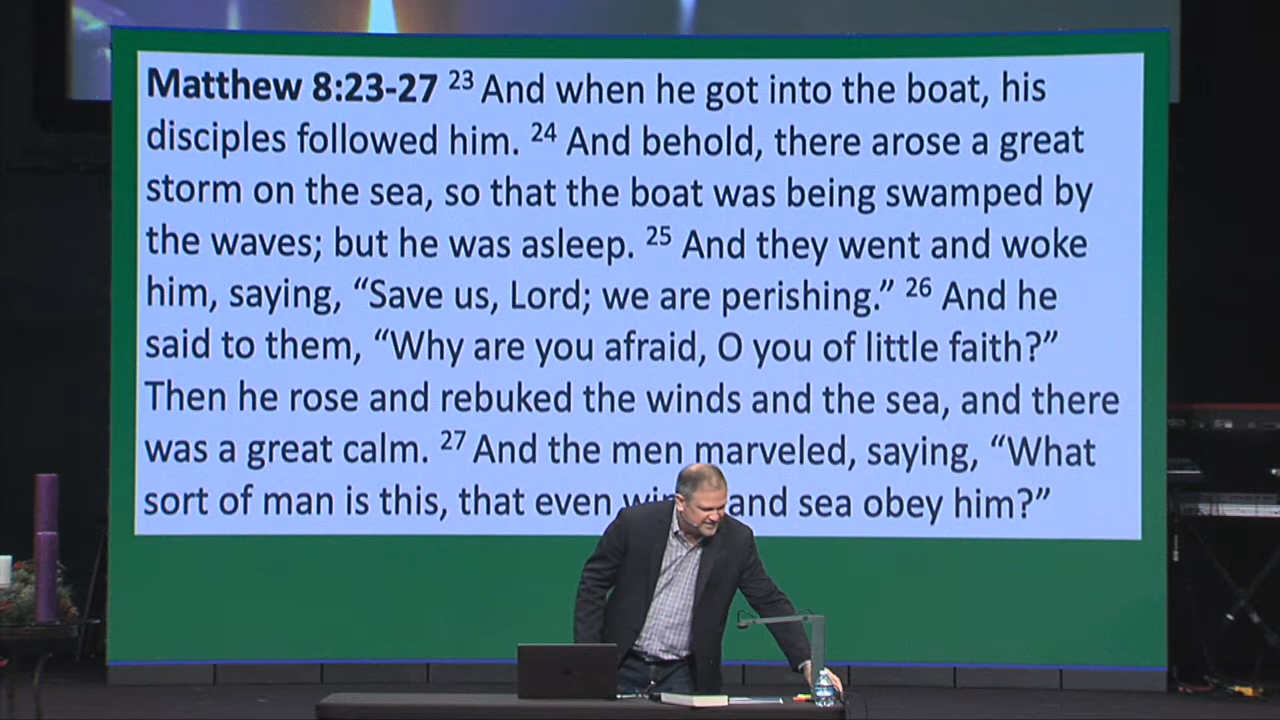 Matthew 8:23-27 23 And when he got into the boat, his
disciples followed him. 24 And behold, there arose a great
storm on the sea, so that the boat was being swamped by
the waves; but he was asleep. 25 And they went and woke
him, saying, “Save us, Lord; we are perishing.” 26 And he
said to them, “Why are you afraid, O you of little faith?”
Then he rose and rebuked the winds and the sea, and there
was a great calm. 27 And the men marveled, saying, “What
sort of man is this, that even and sea obey him?”